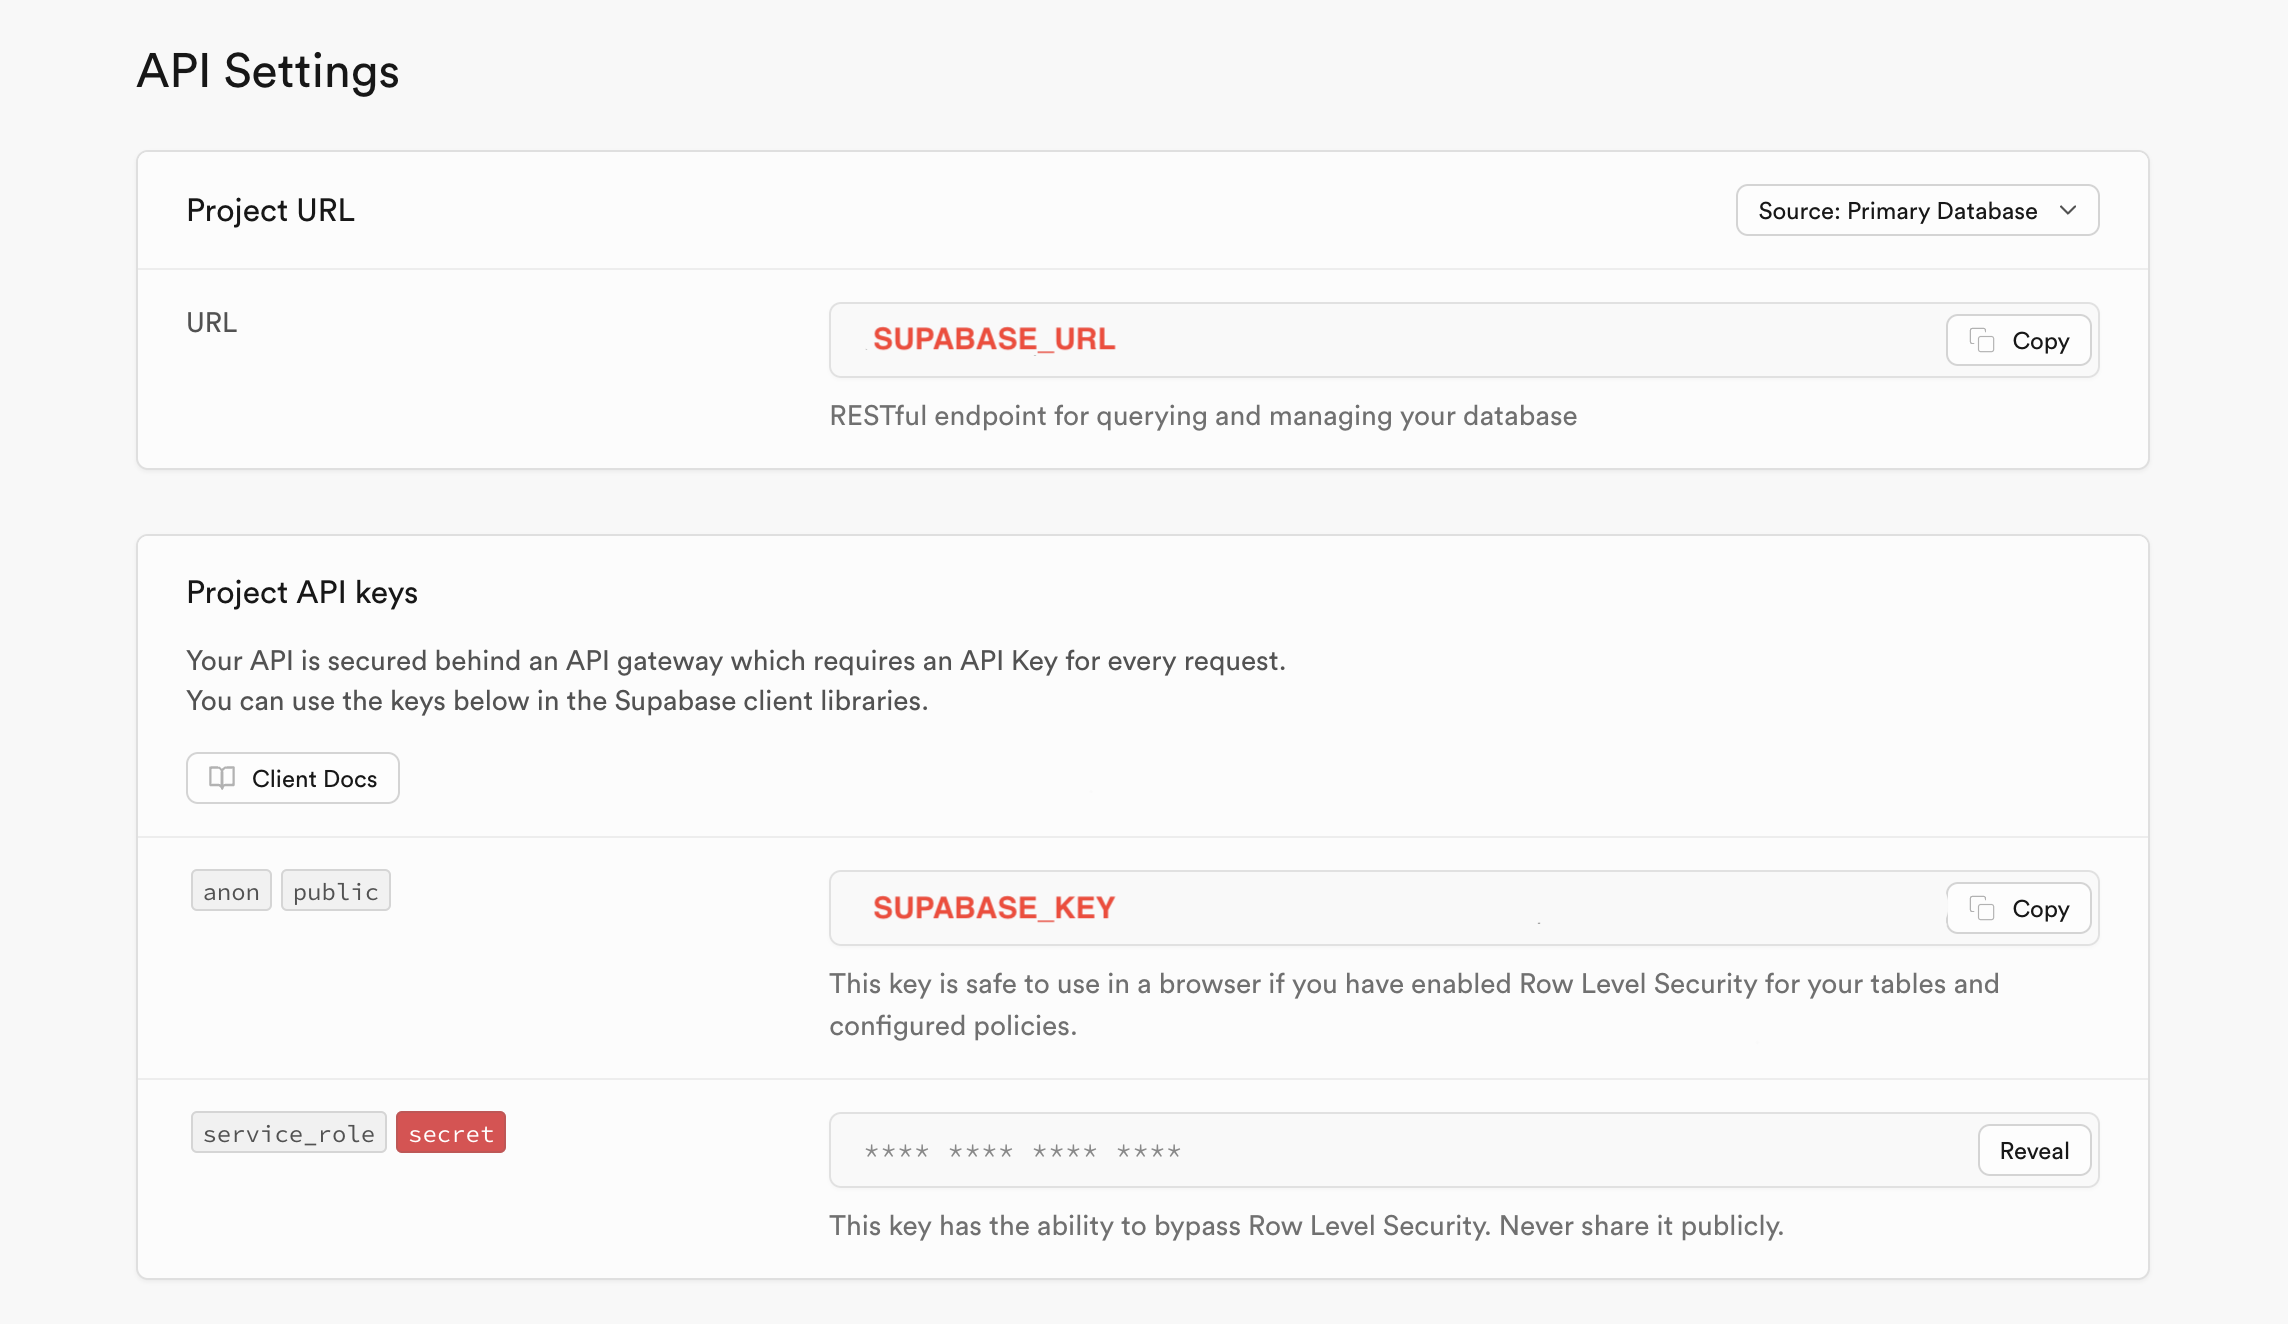 API Settings
Project URL
Source: Primary Database
URL
SUPABASE_URL
Copy
RESTful endpoint for querying and managing your database
Project API keys
Your API is secured behind an API gateway which requires an API Key for every request.
You can use the keys below in the Supabase client libraries.
Client Docs
anon public
SUPABASE_KEY
Copy
This key is safe to use in a browser if you have enabled Row Level Security for your tables and
configured policies.
service_role secret
**** **** **** ****
Reveal
This key has the ability to bypass Row Level Security. Never share it publicly.